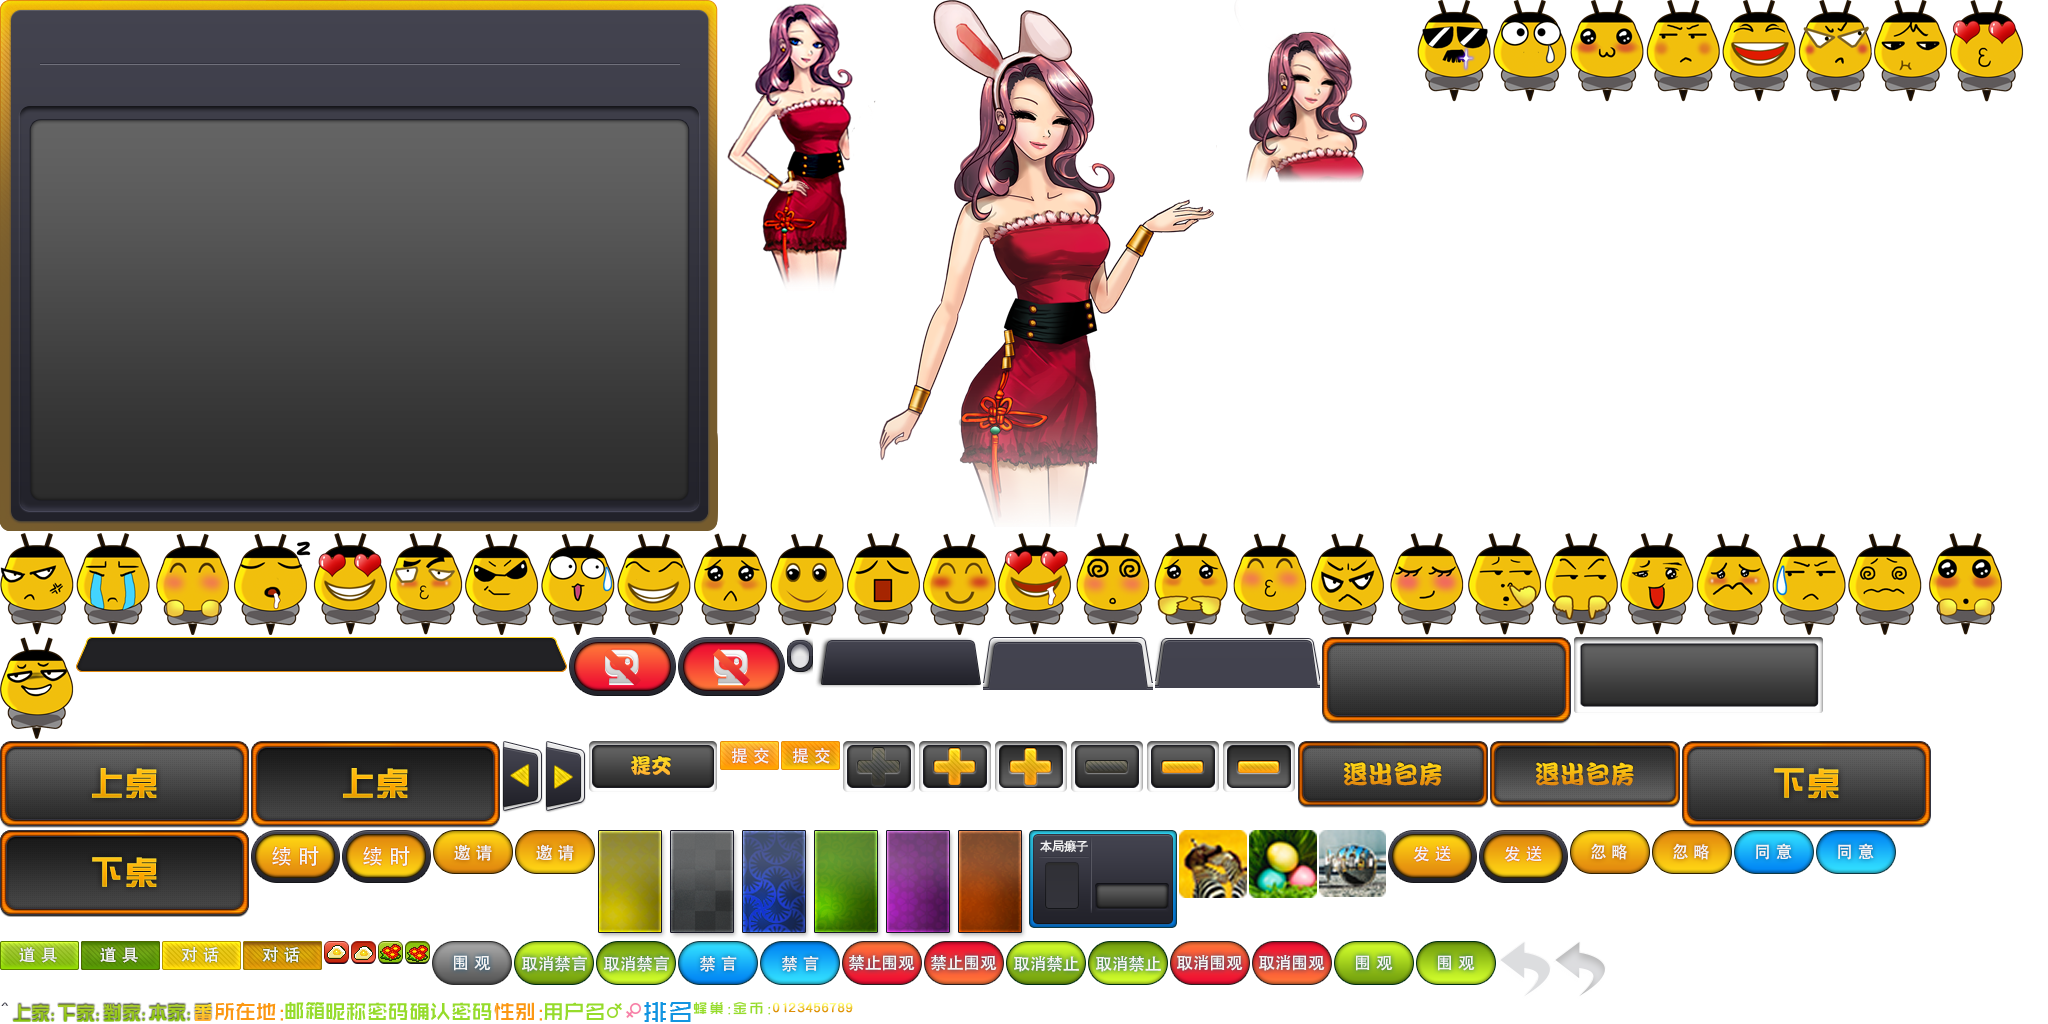 上桌 上桌 提交 提交 提交 退出包房 退出包房 下桌
下桌 续时 续时 邀请 邀请 本局癞子 发送 发送 忽略 忽略 同意 同意
道具 道具 对话 对话 围观 取消禁言 取消禁言 禁言 禁言 禁止围观 禁止围观 取消禁止 取消禁止 取消围观 取消围观 围观 围观
上家: 下家: 对家: 本家: 番所在地:邮箱昵称密码确认密码性别:用户名♂♀排名蜂巢:金币:0123456789